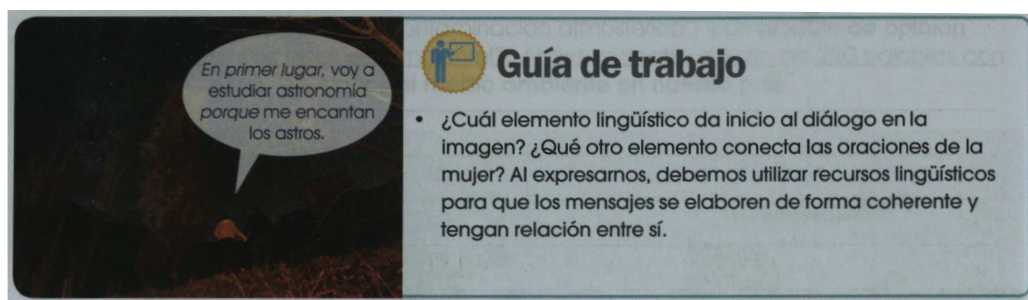 En primer lugar, voy a
estudiar astronomía
porque me encantan
los astros.
Guía de trabajo
• ¿Cuál elemento lingüístico da inicio al diálogo en la
imagen? ¿Qué otro elemento conecta las oraciones de la
mujer? Al expresarnos, debemos utilizar recursos lingüísticos
para que los mensajes se elaboren de forma coherente y
tengan relación entre sí.